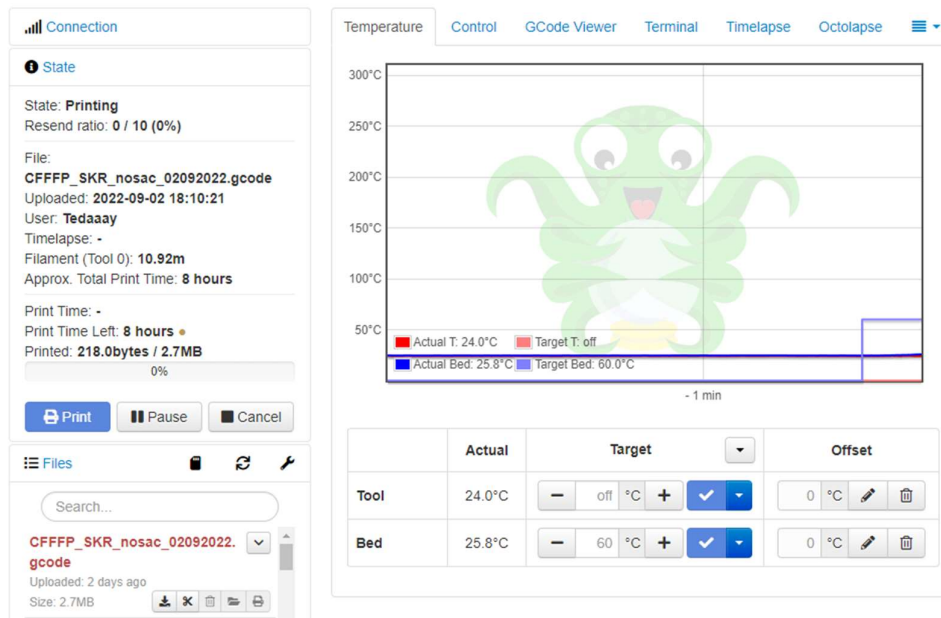 Connection
State
State: Printing
Resend ratio: 0 / 10 (0%)
File:
CFFFP_SKR_nosac_02092022.gcode
Uploaded: 2022-09-02 18:10:21
User: Tedaaay
Timelapse: -
Filament (Tool 0): 10.92m
Approx. Total Print Time: 8 hours
Print Time: -
Print Time Left: 8 hours
Printed: 218.0bytes / 2.7MB
0%
Print Pause Cancel
Files
Search...
CFFFP_SKR_nosac_02092022.
gcode
Uploaded: 2 days ago
Size: 2.7MB
Temperature Control GCode Viewer Terminal Timelapse Octolapse
300°C
250°C
200°C
150°C
100°C
50°C
Actual T: 24.0°C Target T: off
Actual Bed: 25.8°C Target Bed: 60.0°C
- 1 min
Actual Target Offset
Tool 24.0°C off °C 0 °C
Bed 25.8°C 60 °C 0 °C